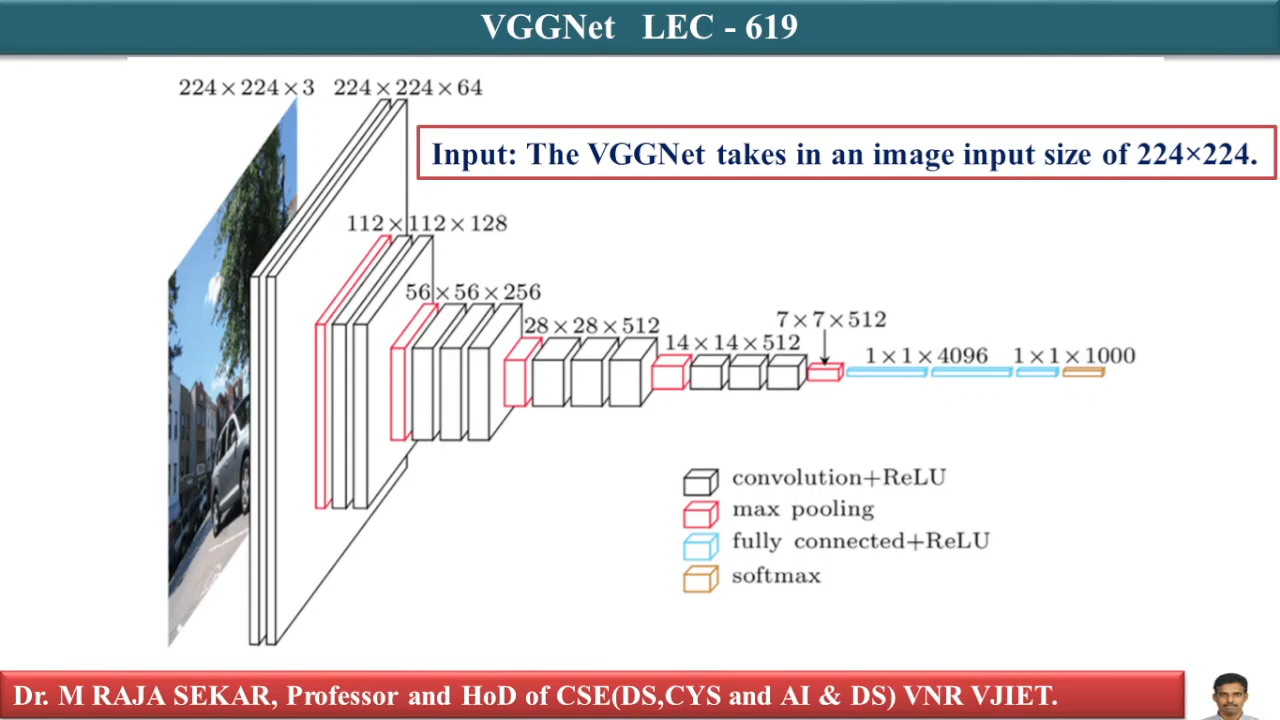 VGGNet LEC - 619
224×224×3 224×224×64
Input: The VGGNet takes in an image input size of 224×224.
112×112×128
56×56×256
28×28×512
14×14×512
7×7×512
1×1×4096 1×1×1000
convolution+ReLU
max pooling
fully connected+ReLU
softmax
Dr. M RAJA SEKAR, Professor and HoD of CSE(DS,CYS and AI & DS) VNR VJIET.